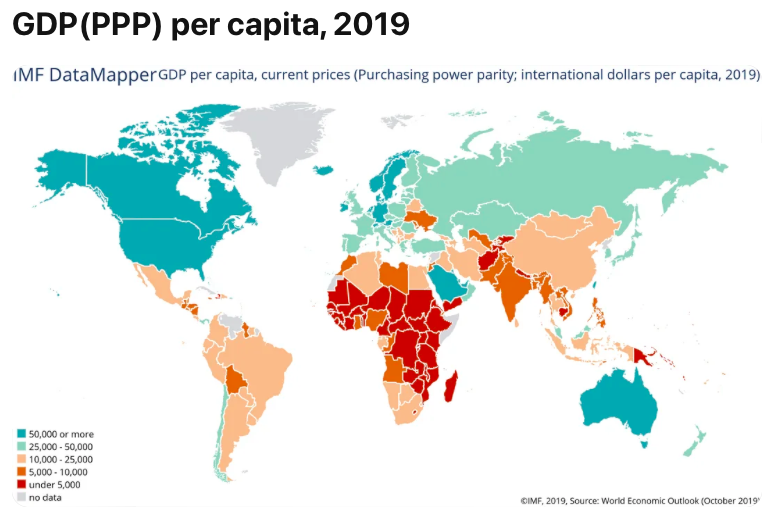 GDP(PPP) per capita, 2019
IMF DataMapper GDP per capita, current prices (Purchasing power parity; international dollars per capita, 2019)
50,000 or more
25,000 - 50,000
10,000 - 25,000
5,000 - 10,000
under 5,000
no data
©IMF, 2019, Source: World Economic Outlook (October 2019)